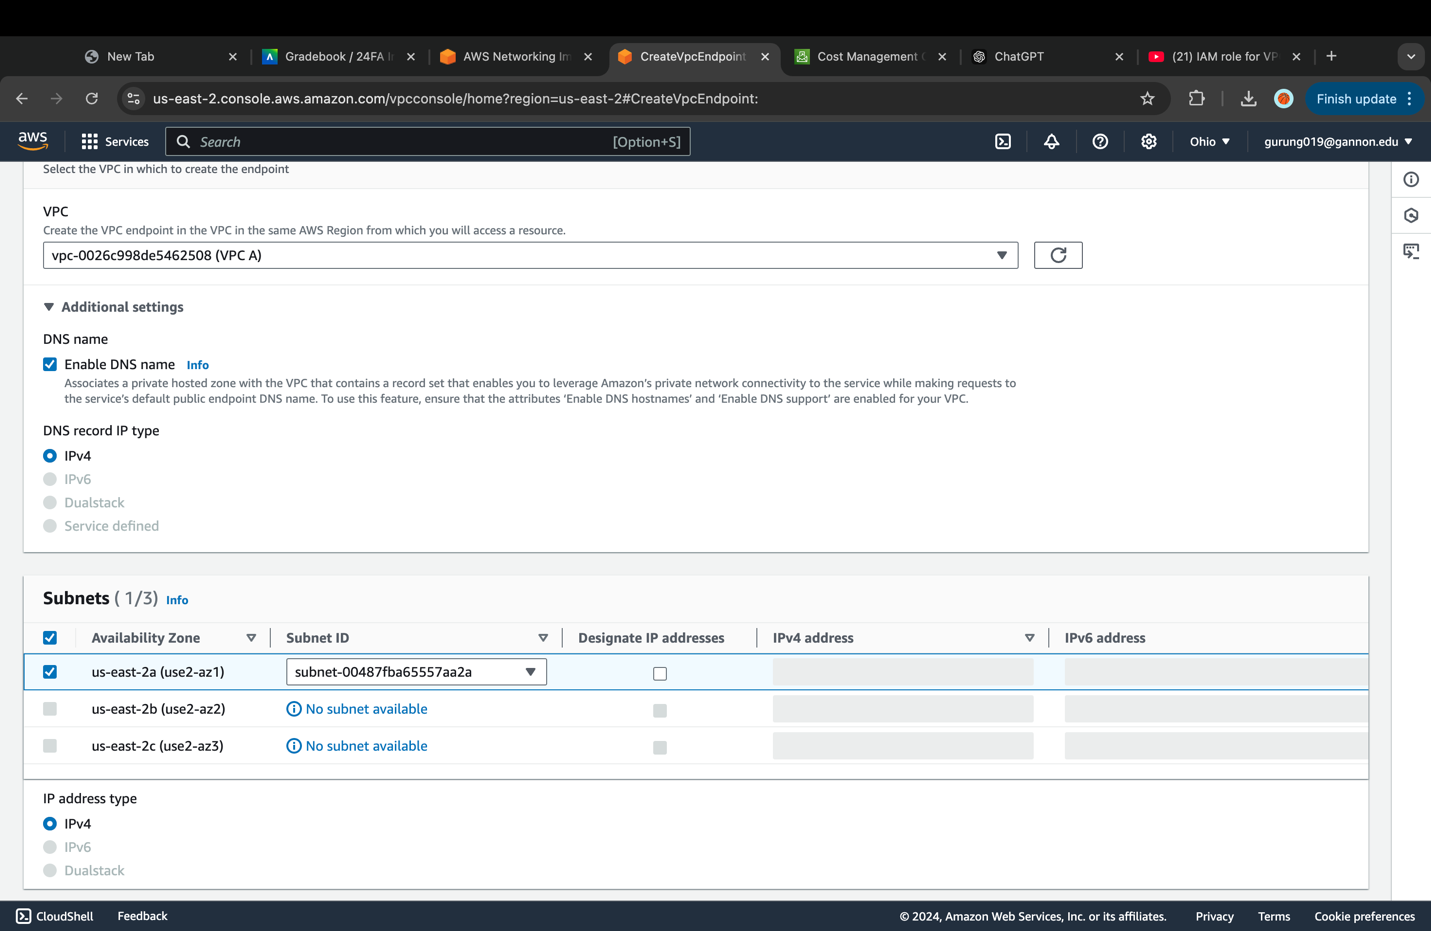 New Tab
Gradebook / 24FA I
AWS Networking Im
CreateVpcEndpoint
Cost Management
ChatGPT
(21) IAM role for VP
us-east-2.console.aws.amazon.com/vpcconsole/home?region=us-east-2#CreateVpcEndpoint:
Finish update
aws
Services
Search
[Option+S]
Ohio
gurung019@gannon.edu
Select the VPC in which to create the endpoint
VPC
Create the VPC endpoint in the VPC in the same AWS Region from which you will access a resource.
vpc-0026c998de5462508 (VPC A)
Additional settings
DNS name
Enable DNS name Info
Associates a private hosted zone with the VPC that contains a record set that enables you to leverage Amazon's private network connectivity to the service while making requests to
the service's default public endpoint DNS name. To use this feature, ensure that the attributes 'Enable DNS hostnames' and 'Enable DNS support' are enabled for your VPC.
DNS record IP type
IPv4
IPv6
Dualstack
Service defined
Subnets ( 1/3) Info
Availability Zone
Subnet ID
Designate IP addresses
IPv4 address
IPv6 address
us-east-2a (use2-az1)
subnet-00487fba65557aa2a
us-east-2b (use2-az2)
No subnet available
us-east-2c (use2-az3)
No subnet available
IP address type
IPv4
IPv6
Dualstack
CloudShell
Feedback
© 2024, Amazon Web Services, Inc. or its affiliates.
Privacy
Terms
Cookie preferences